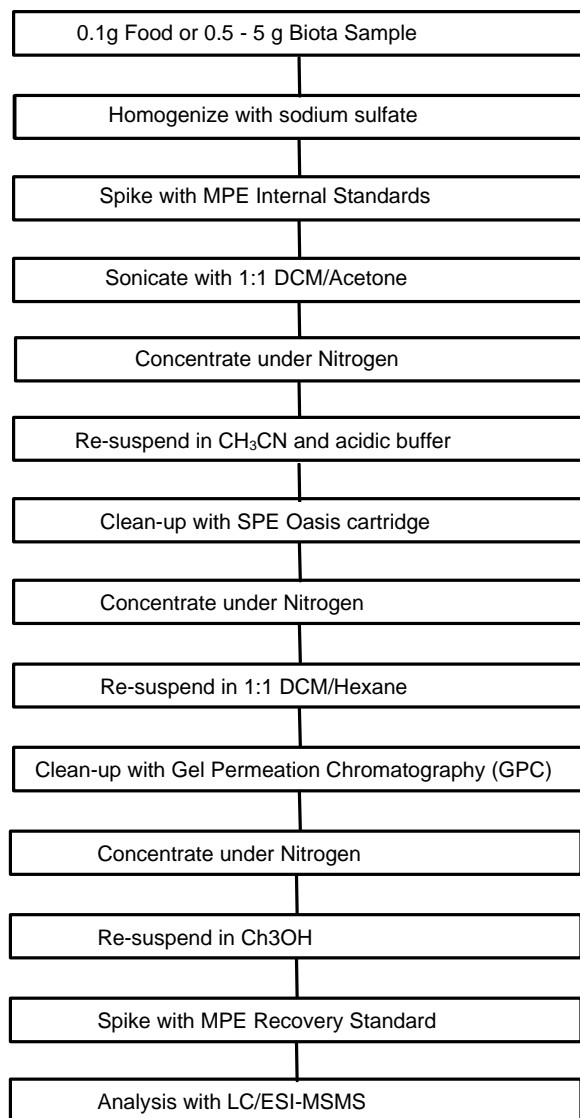 0.1g Food or 0.5 - 5 g Biota Sample
Homogenize with sodium sulfate
Spike with MPE Internal Standards
Sonicate with 1:1 DCM/Acetone
Concentrate under Nitrogen
Re-suspend in CH₃CN and acidic buffer
Clean-up with SPE Oasis cartridge
Concentrate under Nitrogen
Re-suspend in 1:1 DCM/Hexane
Clean-up with Gel Permeation Chromatography (GPC)
Concentrate under Nitrogen
Re-suspend in Ch3OH
Spike with MPE Recovery Standard
Analysis with LC/ESI-MSMS